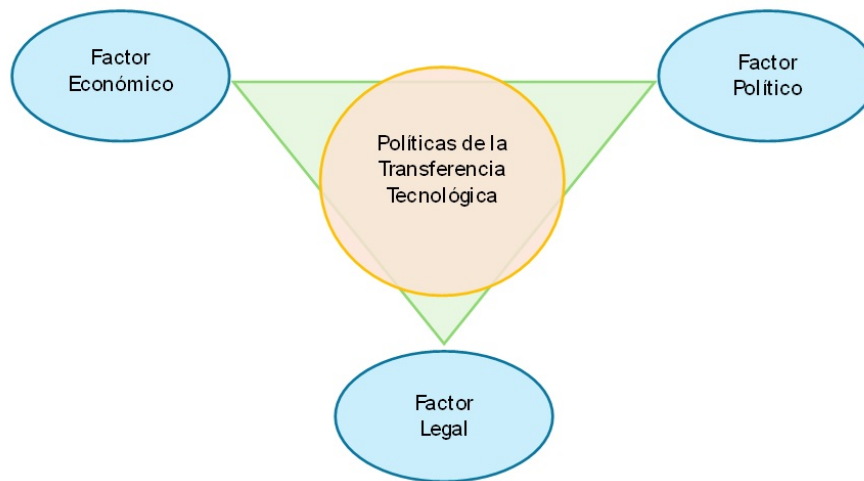 Factor
Económico
Factor
Político
Políticas de la
Transferencia
Tecnológica
Factor
Legal